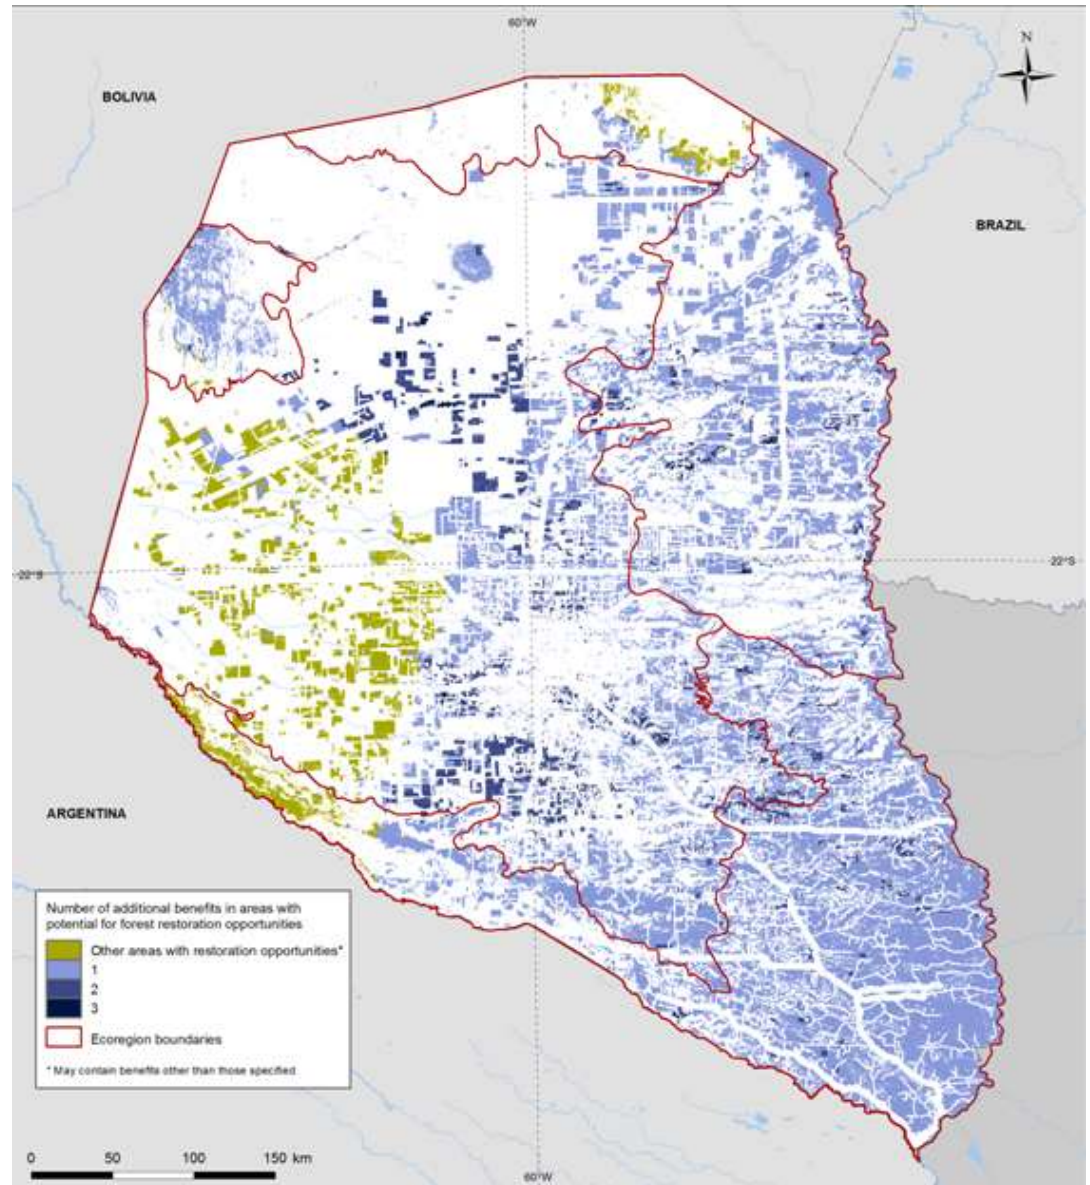 60°W
N
BOLIVIA
BRAZIL
22°S
22°S
ARGENTINA
Number of additional benefits in areas with
potential for forest restoration opportunities
Other areas with restoration opportunities*
1
2
3
Ecoregion boundaries
* May contain benefits other than those specified
0 50 100 150 km
60°W